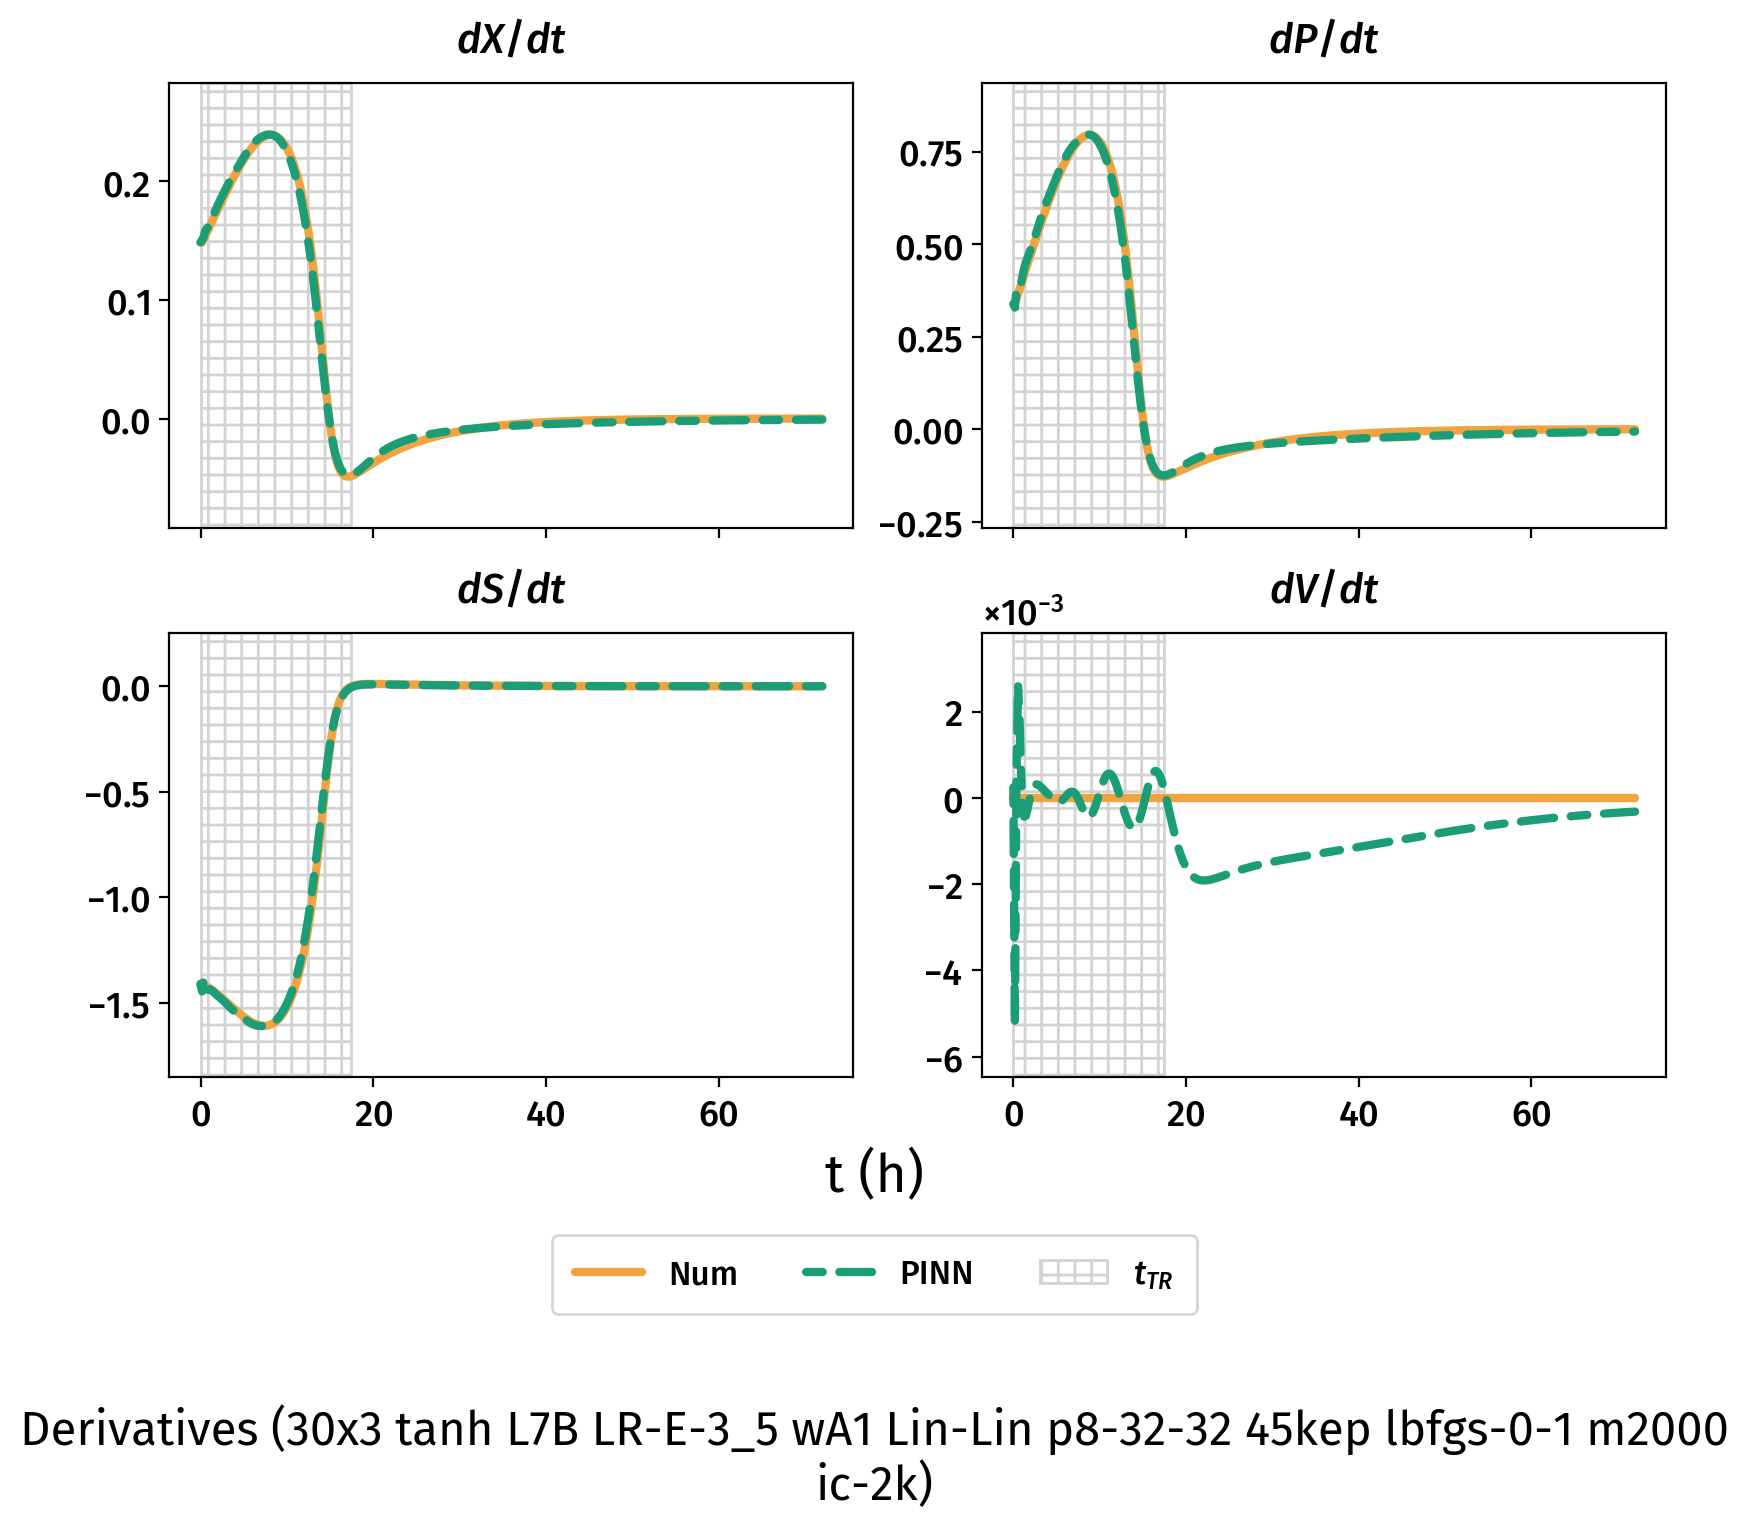 dX/dt
dP/dt
0.2
0.1
0.0
0.75
0.50
0.25
0.00
−0.25
dS/dt
dV/dt
×10⁻³
0.0
−0.5
−1.0
−1.5
2
0
−2
−4
−6
0 20 40 60
0 20 40 60
t (h)
Num PINN t_TR
Derivatives (30x3 tanh L7B LR-E-3_5 wA1 Lin-Lin p8-32-32 45kep lbfgs-0-1 m2000
ic-2k)